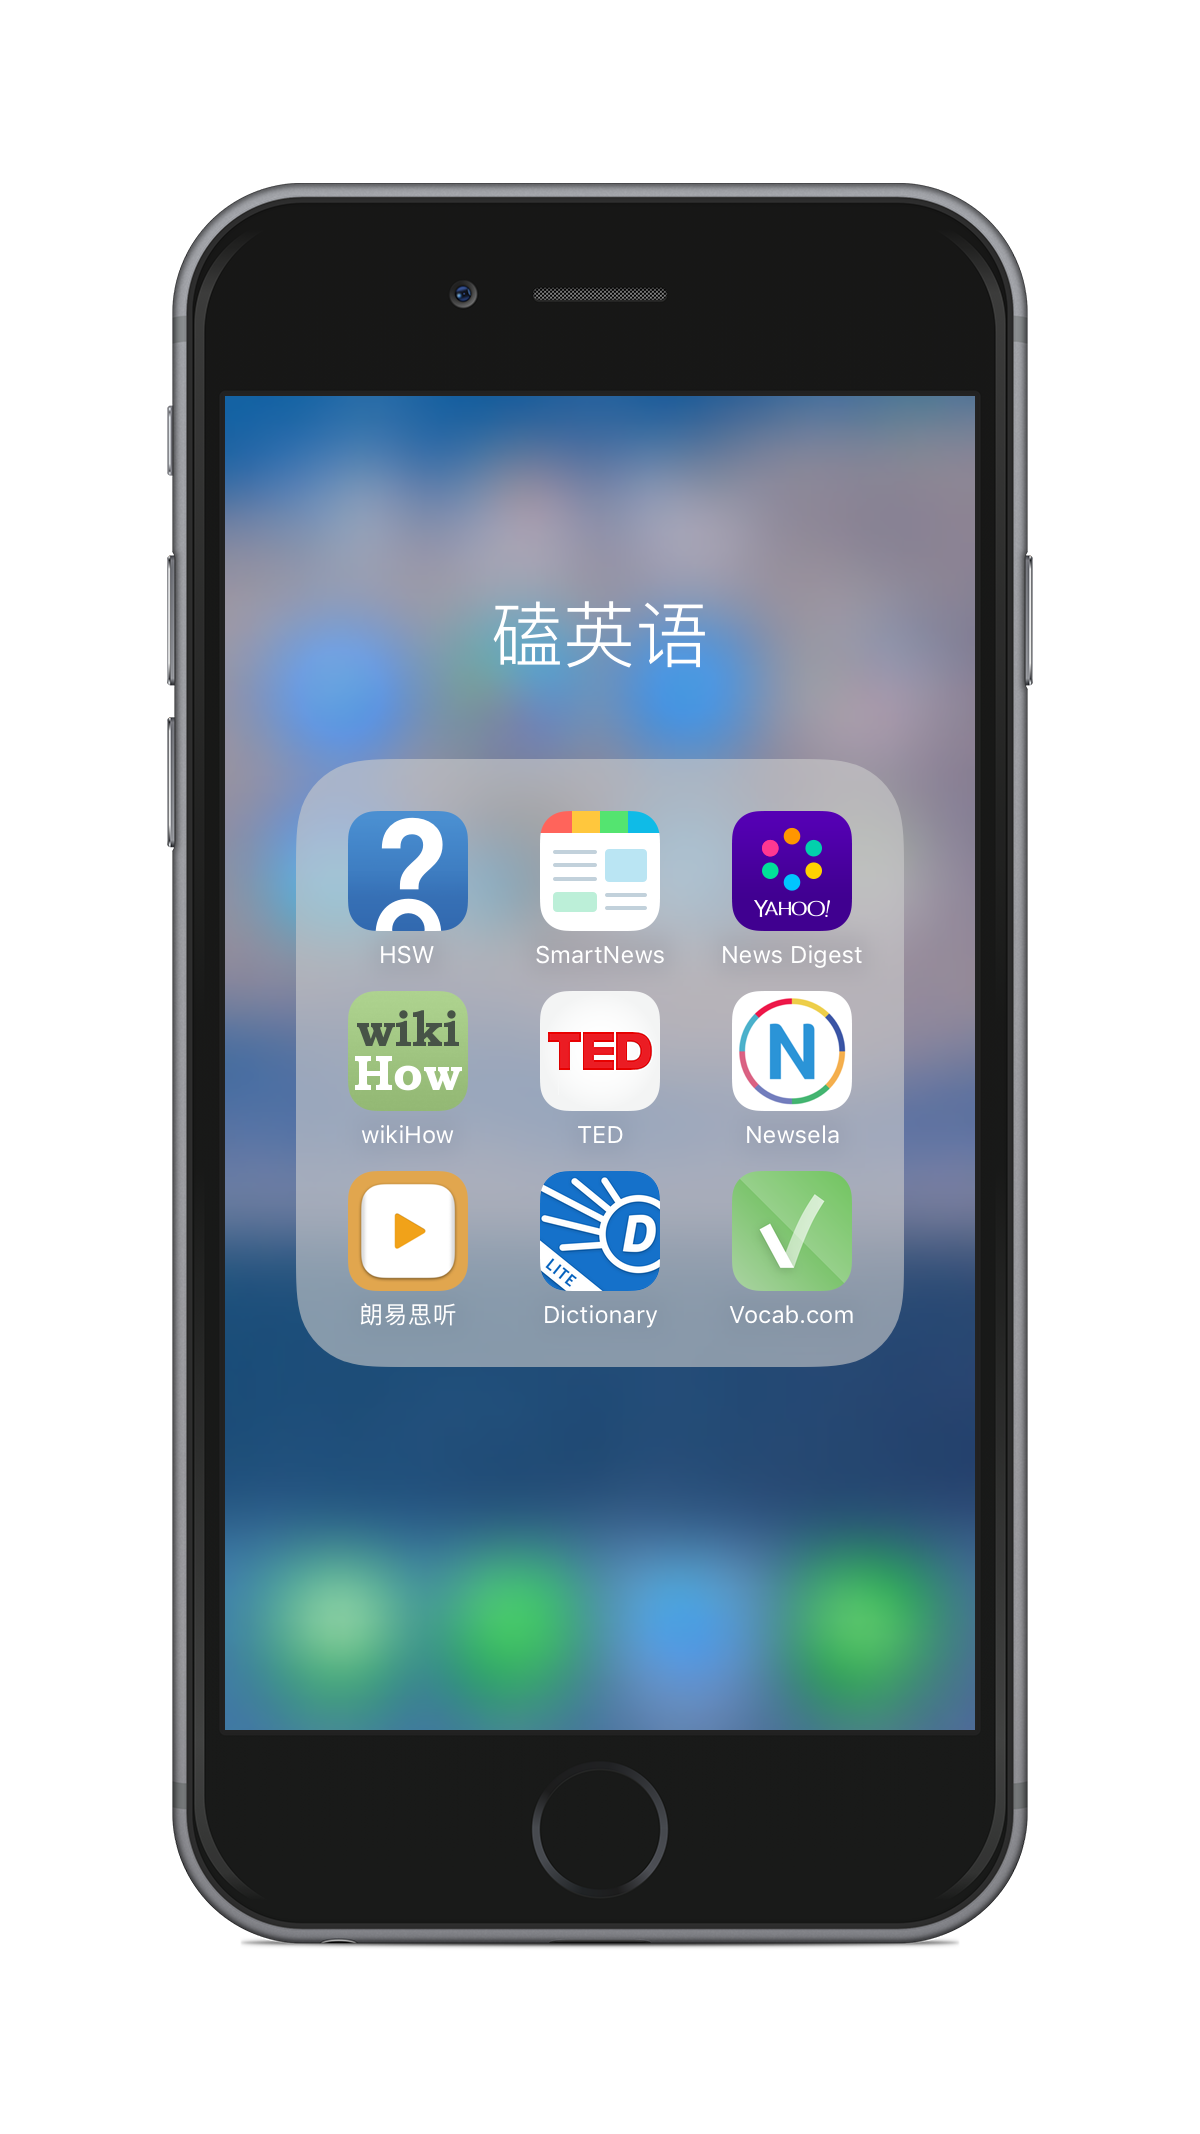 磕英语
YAHOO!
HSW
SmartNews
News Digest
wiki
How
TED
N
wikiHow
TED
Newsela
D
LITE
朗易思听
Dictionary
Vocab.com